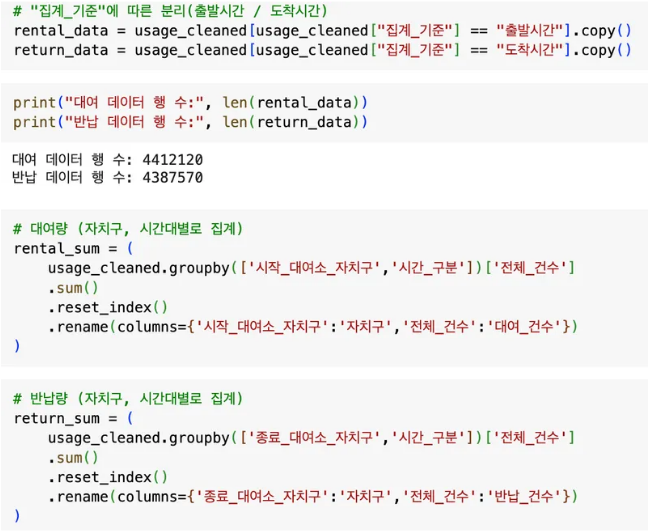 # "집계_기준"에 따른 분리(출발시간 / 도착시간)
rental_data = usage_cleaned[usage_cleaned["집계_기준"] == "출발시간"].copy()
return_data = usage_cleaned[usage_cleaned["집계_기준"] == "도착시간"].copy()
print("대여 데이터 행 수:", len(rental_data))
print("반납 데이터 행 수:", len(return_data))
대여 데이터 행 수: 4412120
반납 데이터 행 수: 4387570
# 대여량 (자치구, 시간대별로 집계)
rental_sum = (
    usage_cleaned.groupby(['시작_대여소_자치구','시간_구분'])['전체_건수']
    .sum()
    .reset_index()
    .rename(columns={'시작_대여소_자치구':'자치구','전체_건수':'대여_건수'})
)
# 반납량 (자치구, 시간대별로 집계)
return_sum = (
    usage_cleaned.groupby(['종료_대여소_자치구','시간_구분'])['전체_건수']
    .sum()
    .reset_index()
    .rename(columns={'종료_대여소_자치구':'자치구','전체_건수':'반납_건수'})
)